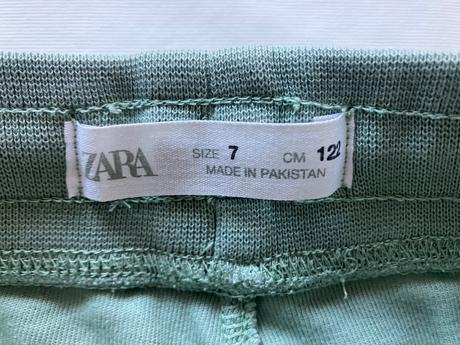 ZARA
SIZE 7 CM 122
MADE IN PAKISTAN